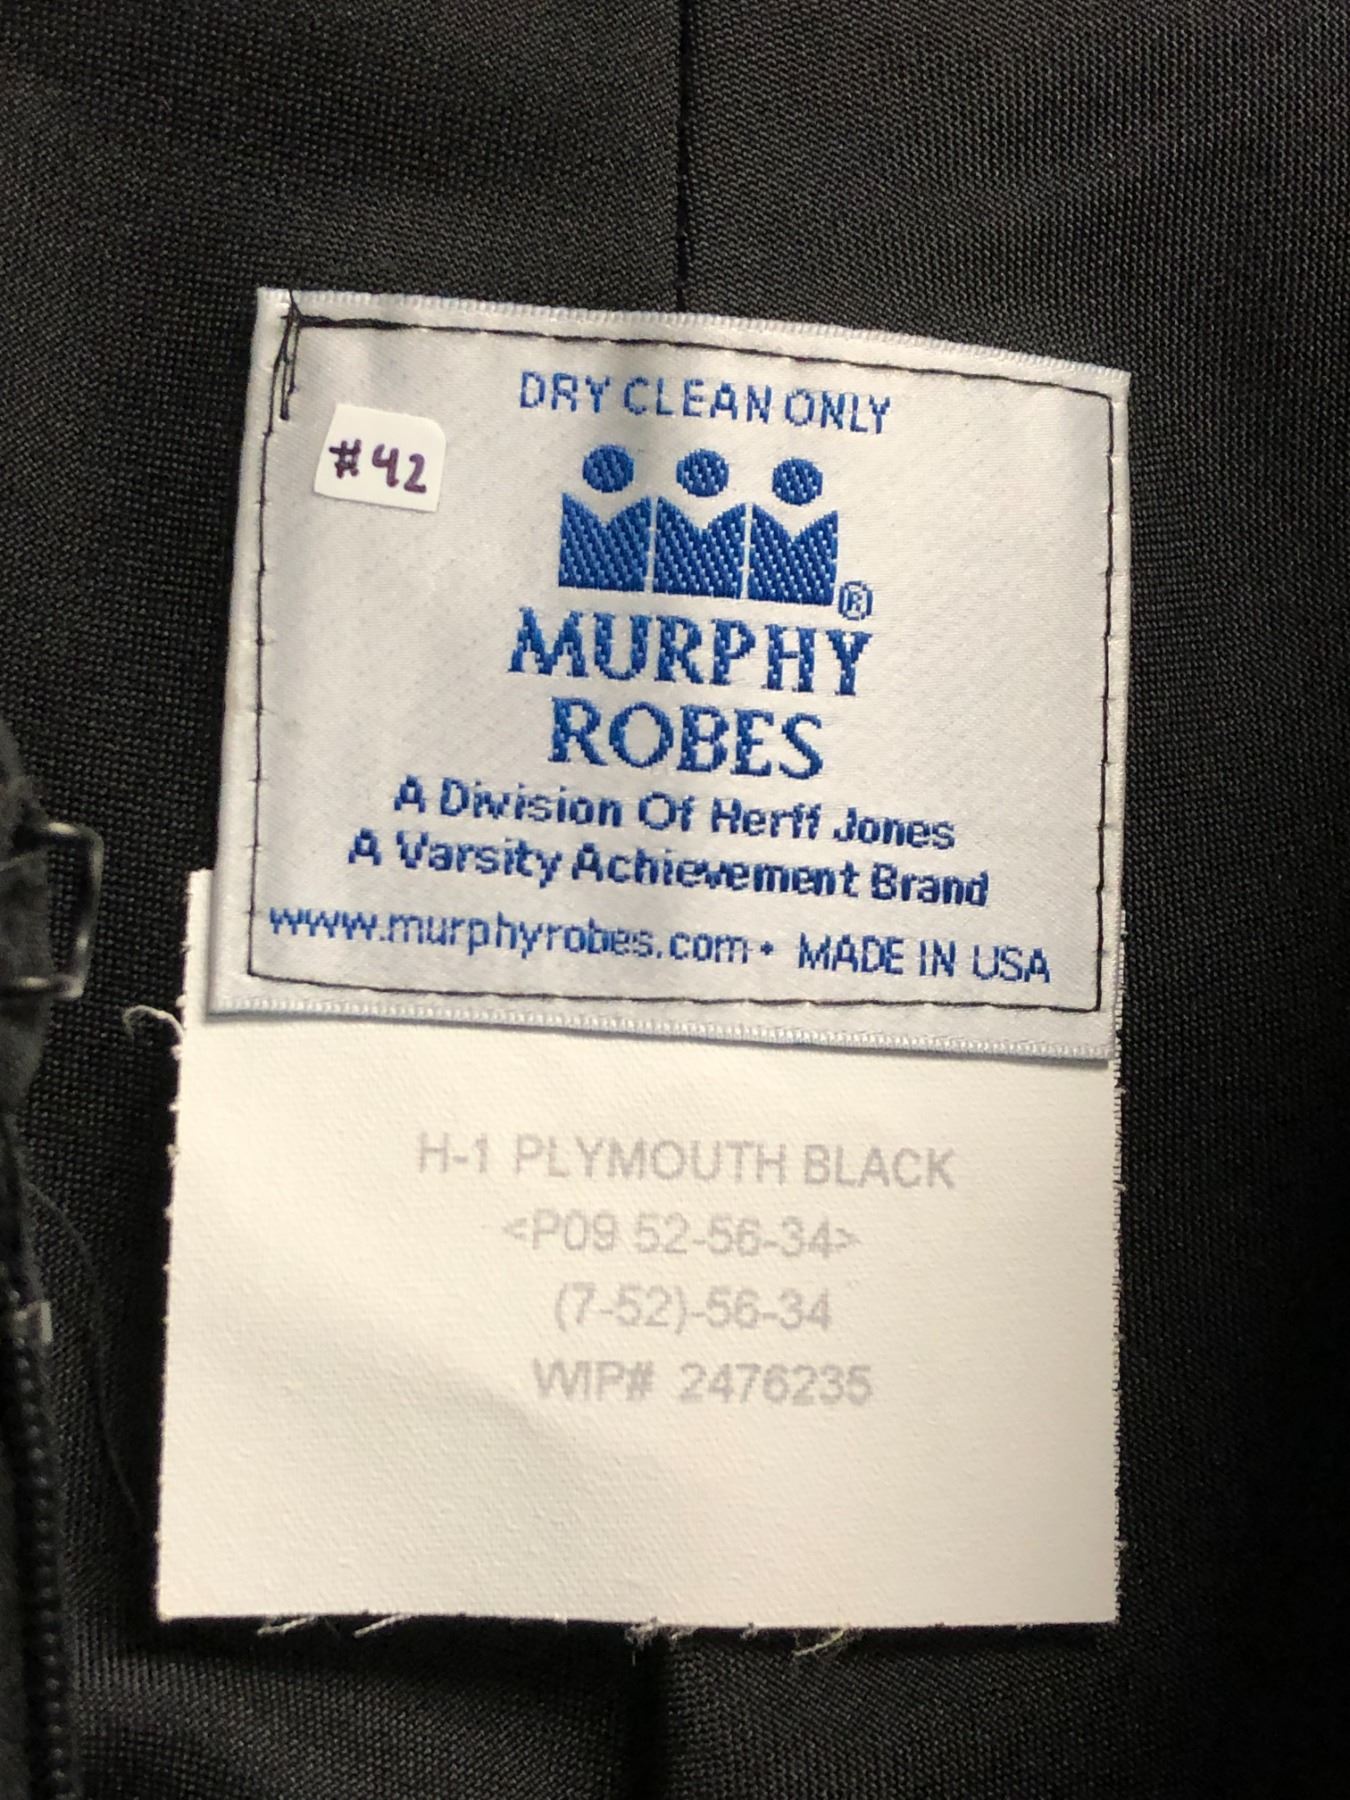 DRY CLEAN ONLY
#42
®
MURPHY
ROBES
A Division Of Herff Jones
A Varsity Achievement Brand
www.murphyrobes.com • MADE IN USA
H-1 PLYMOUTH BLACK
<P09 52-56-34>
(7-52)-56-34
WIP# 2476235